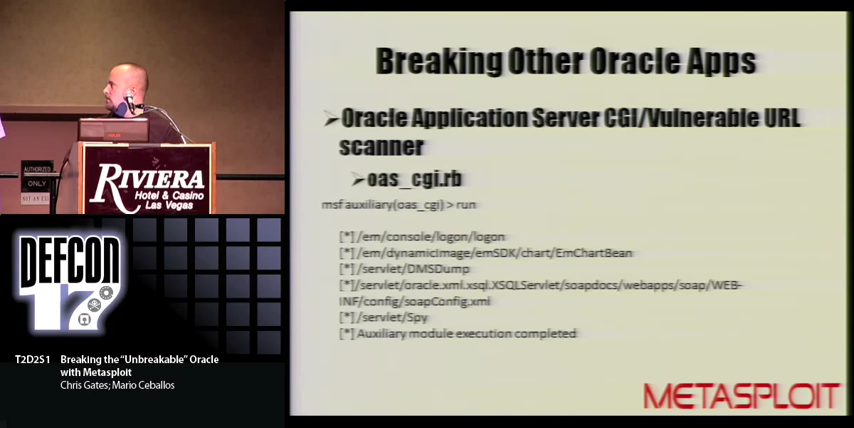 Breaking Other Oracle Apps
➢Oracle Application Server CGI/Vulnerable URL
scanner
➢oas_cgi.rb
msf auxiliary(oas_cgi) > run
[*] /em/console/logon/logon
[*] /em/dynamicImage/emSDK/chart/EmChartBean
[*] /servlet/DMSDump
[*] /servlet/oracle.xml.xsql.XSQLServlet/soapdocs/webapps/soap/WEB-
INF/config/soapConfig.xml
[*] /servlet/Spy
[*] Auxiliary module execution completed
METASPLOIT
AUTHORIZED
ONLY
RIVIERA
Hotel & Casino
Las Vegas
DEFCON
17
T2D2S1 Breaking the “Unbreakable” Oracle
with Metasploit
Chris Gates; Mario Ceballos